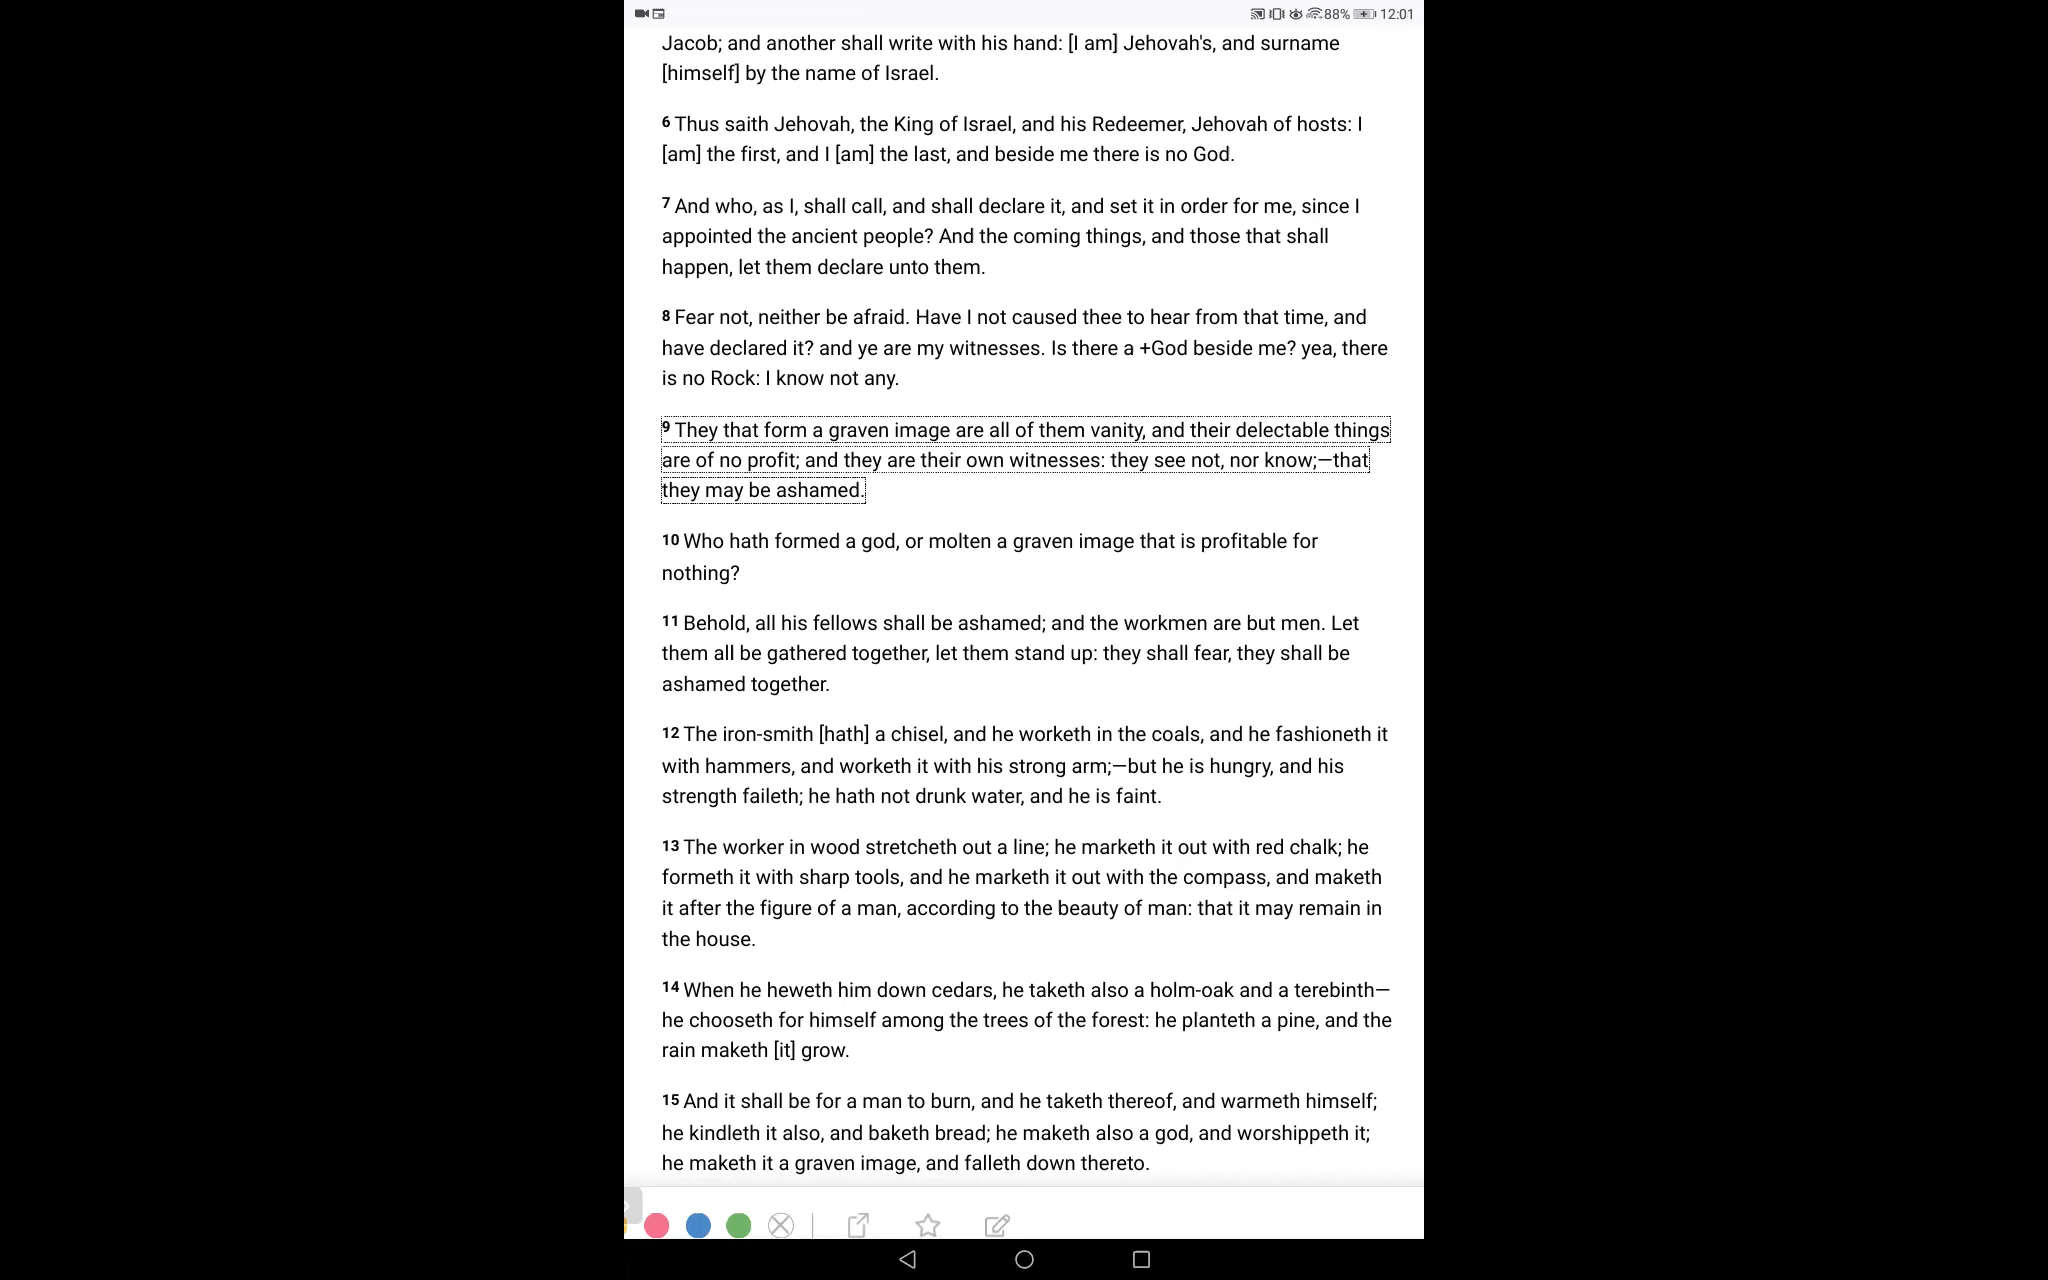 88% 12:01
Jacob; and another shall write with his hand: [I am] Jehovah's, and surname
[himself] by the name of Israel.
6 Thus saith Jehovah, the King of Israel, and his Redeemer, Jehovah of hosts: I
[am] the first, and I [am] the last, and beside me there is no God.
7 And who, as I, shall call, and shall declare it, and set it in order for me, since I
appointed the ancient people? And the coming things, and those that shall
happen, let them declare unto them.
8 Fear not, neither be afraid. Have I not caused thee to hear from that time, and
have declared it? and ye are my witnesses. Is there a +God beside me? yea, there
is no Rock: I know not any.
9 They that form a graven image are all of them vanity, and their delectable things
are of no profit; and they are their own witnesses: they see not, nor know;—that
they may be ashamed.
10 Who hath formed a god, or molten a graven image that is profitable for
nothing?
11 Behold, all his fellows shall be ashamed; and the workmen are but men. Let
them all be gathered together, let them stand up: they shall fear, they shall be
ashamed together.
12 The iron-smith [hath] a chisel, and he worketh in the coals, and he fashioneth it
with hammers, and worketh it with his strong arm;—but he is hungry, and his
strength faileth; he hath not drunk water, and he is faint.
13 The worker in wood stretcheth out a line; he marketh it out with red chalk; he
formeth it with sharp tools, and he marketh it out with the compass, and maketh
it after the figure of a man, according to the beauty of man: that it may remain in
the house.
14 When he heweth him down cedars, he taketh also a holm-oak and a terebinth—
he chooseth for himself among the trees of the forest: he planteth a pine, and the
rain maketh [it] grow.
15 And it shall be for a man to burn, and he taketh thereof, and warmeth himself;
he kindleth it also, and baketh bread; he maketh also a god, and worshippeth it;
he maketh it a graven image, and falleth down thereto.